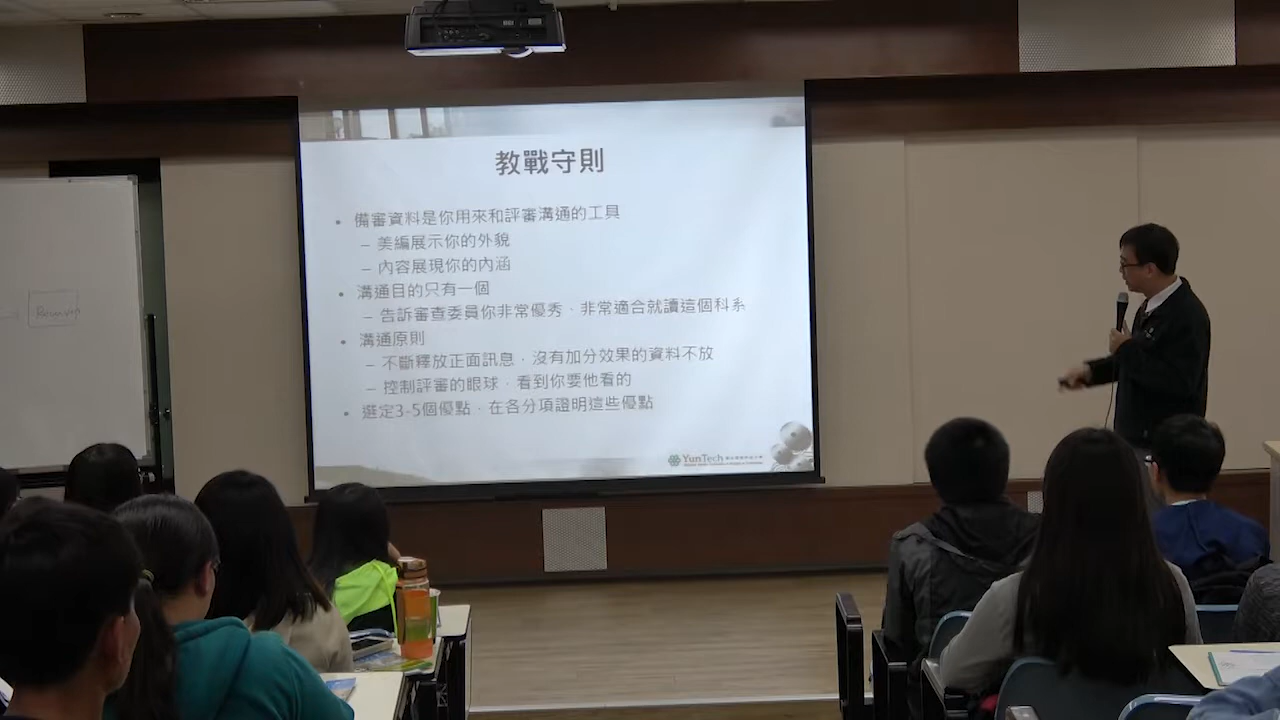 教戰守則
• 備審資料是你用來和評審溝通的工具
– 美編展示你的外貌
– 內容展現你的內涵
• 溝通目的只有一個
– 告訴審查委員你非常優秀，非常適合就讀這個科系
• 溝通原則
– 不斷釋放正面訊息，沒有加分效果的資料不放
– 控制評審的眼球，看到你要他看的
• 選定3-5個優點，在各分項證明這些優點
YunTech